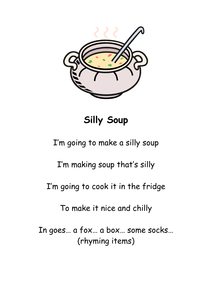 Silly Soup
I'm going to make a silly soup
I'm making soup that's silly
I'm going to cook it in the fridge
To make it nice and chilly
In goes... a fox... a box... some socks...
(rhyming items)